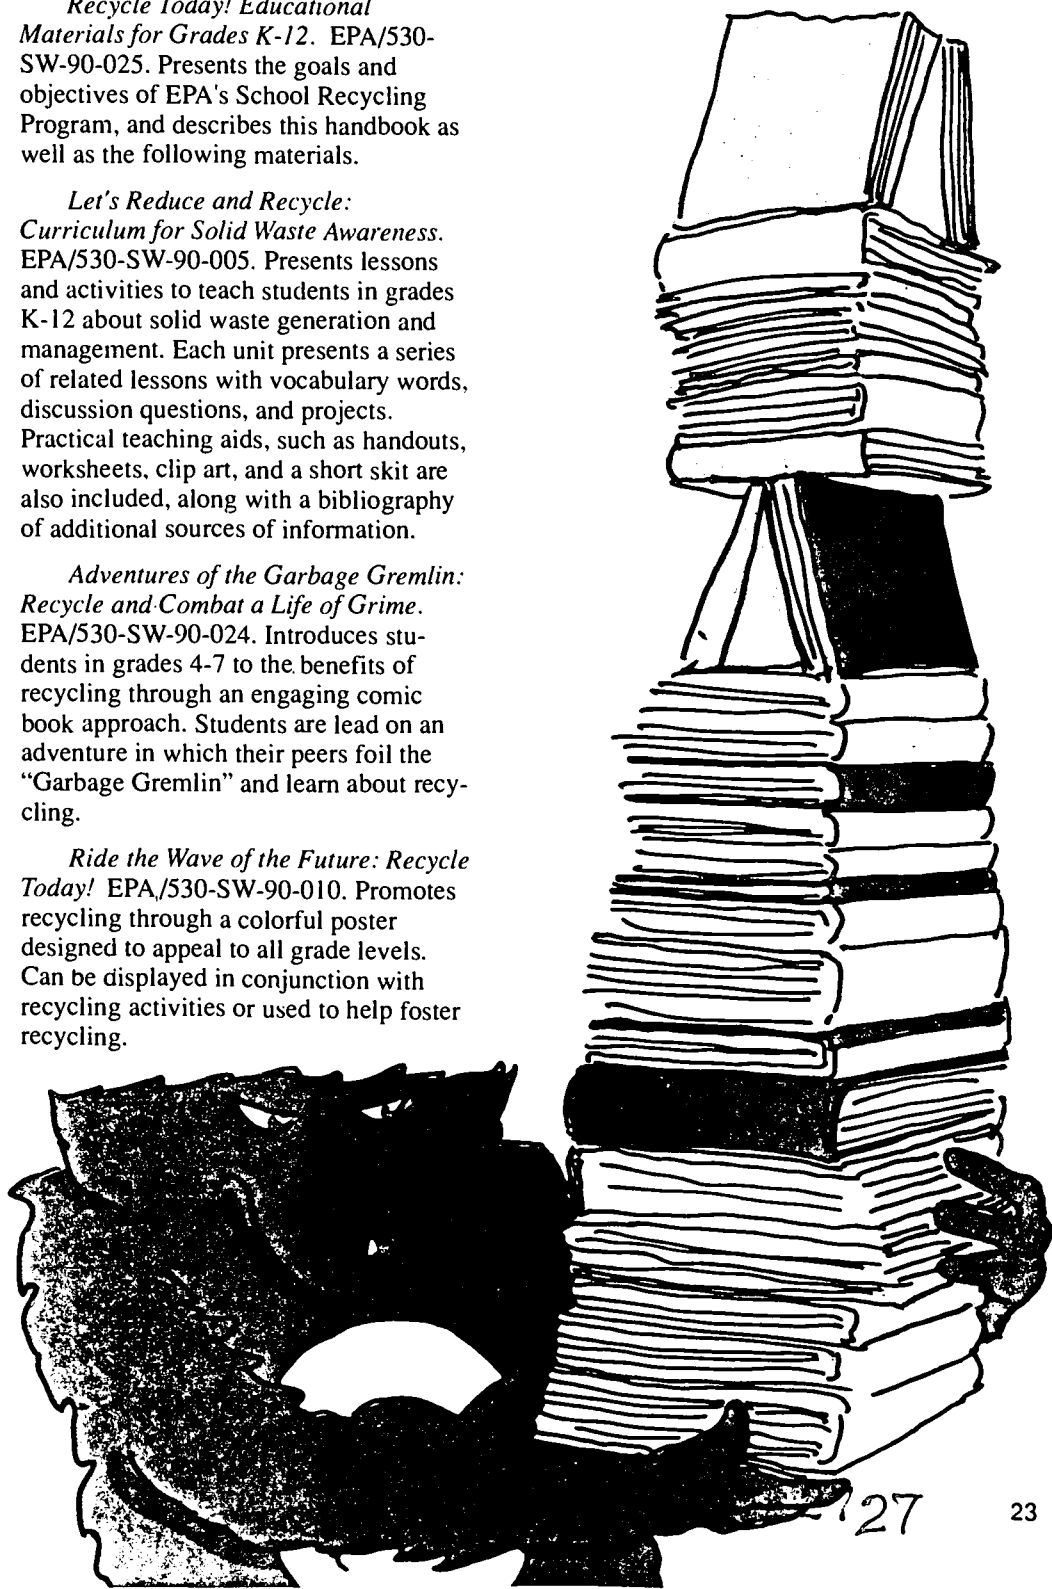 Recycle Today! Educational
Materials for Grades K-12. EPA/530-
SW-90-025. Presents the goals and
objectives of EPA's School Recycling
Program, and describes this handbook as
well as the following materials.
Let's Reduce and Recycle:
Curriculum for Solid Waste Awareness.
EPA/530-SW-90-005. Presents lessons
and activities to teach students in grades
K-12 about solid waste generation and
management. Each unit presents a series
of related lessons with vocabulary words,
discussion questions, and projects.
Practical teaching aids, such as handouts,
worksheets, clip art, and a short skit are
also included, along with a bibliography
of additional sources of information.
Adventures of the Garbage Gremlin:
Recycle and Combat a Life of Grime.
EPA/530-SW-90-024. Introduces stu-
dents in grades 4-7 to the benefits of
recycling through an engaging comic
book approach. Students are lead on an
adventure in which their peers foil the
“Garbage Gremlin” and learn about recy-
cling.
Ride the Wave of the Future: Recycle
Today! EPA/530-SW-90-010. Promotes
recycling through a colorful poster
designed to appeal to all grade levels.
Can be displayed in conjunction with
recycling activities or used to help foster
recycling.
27
23